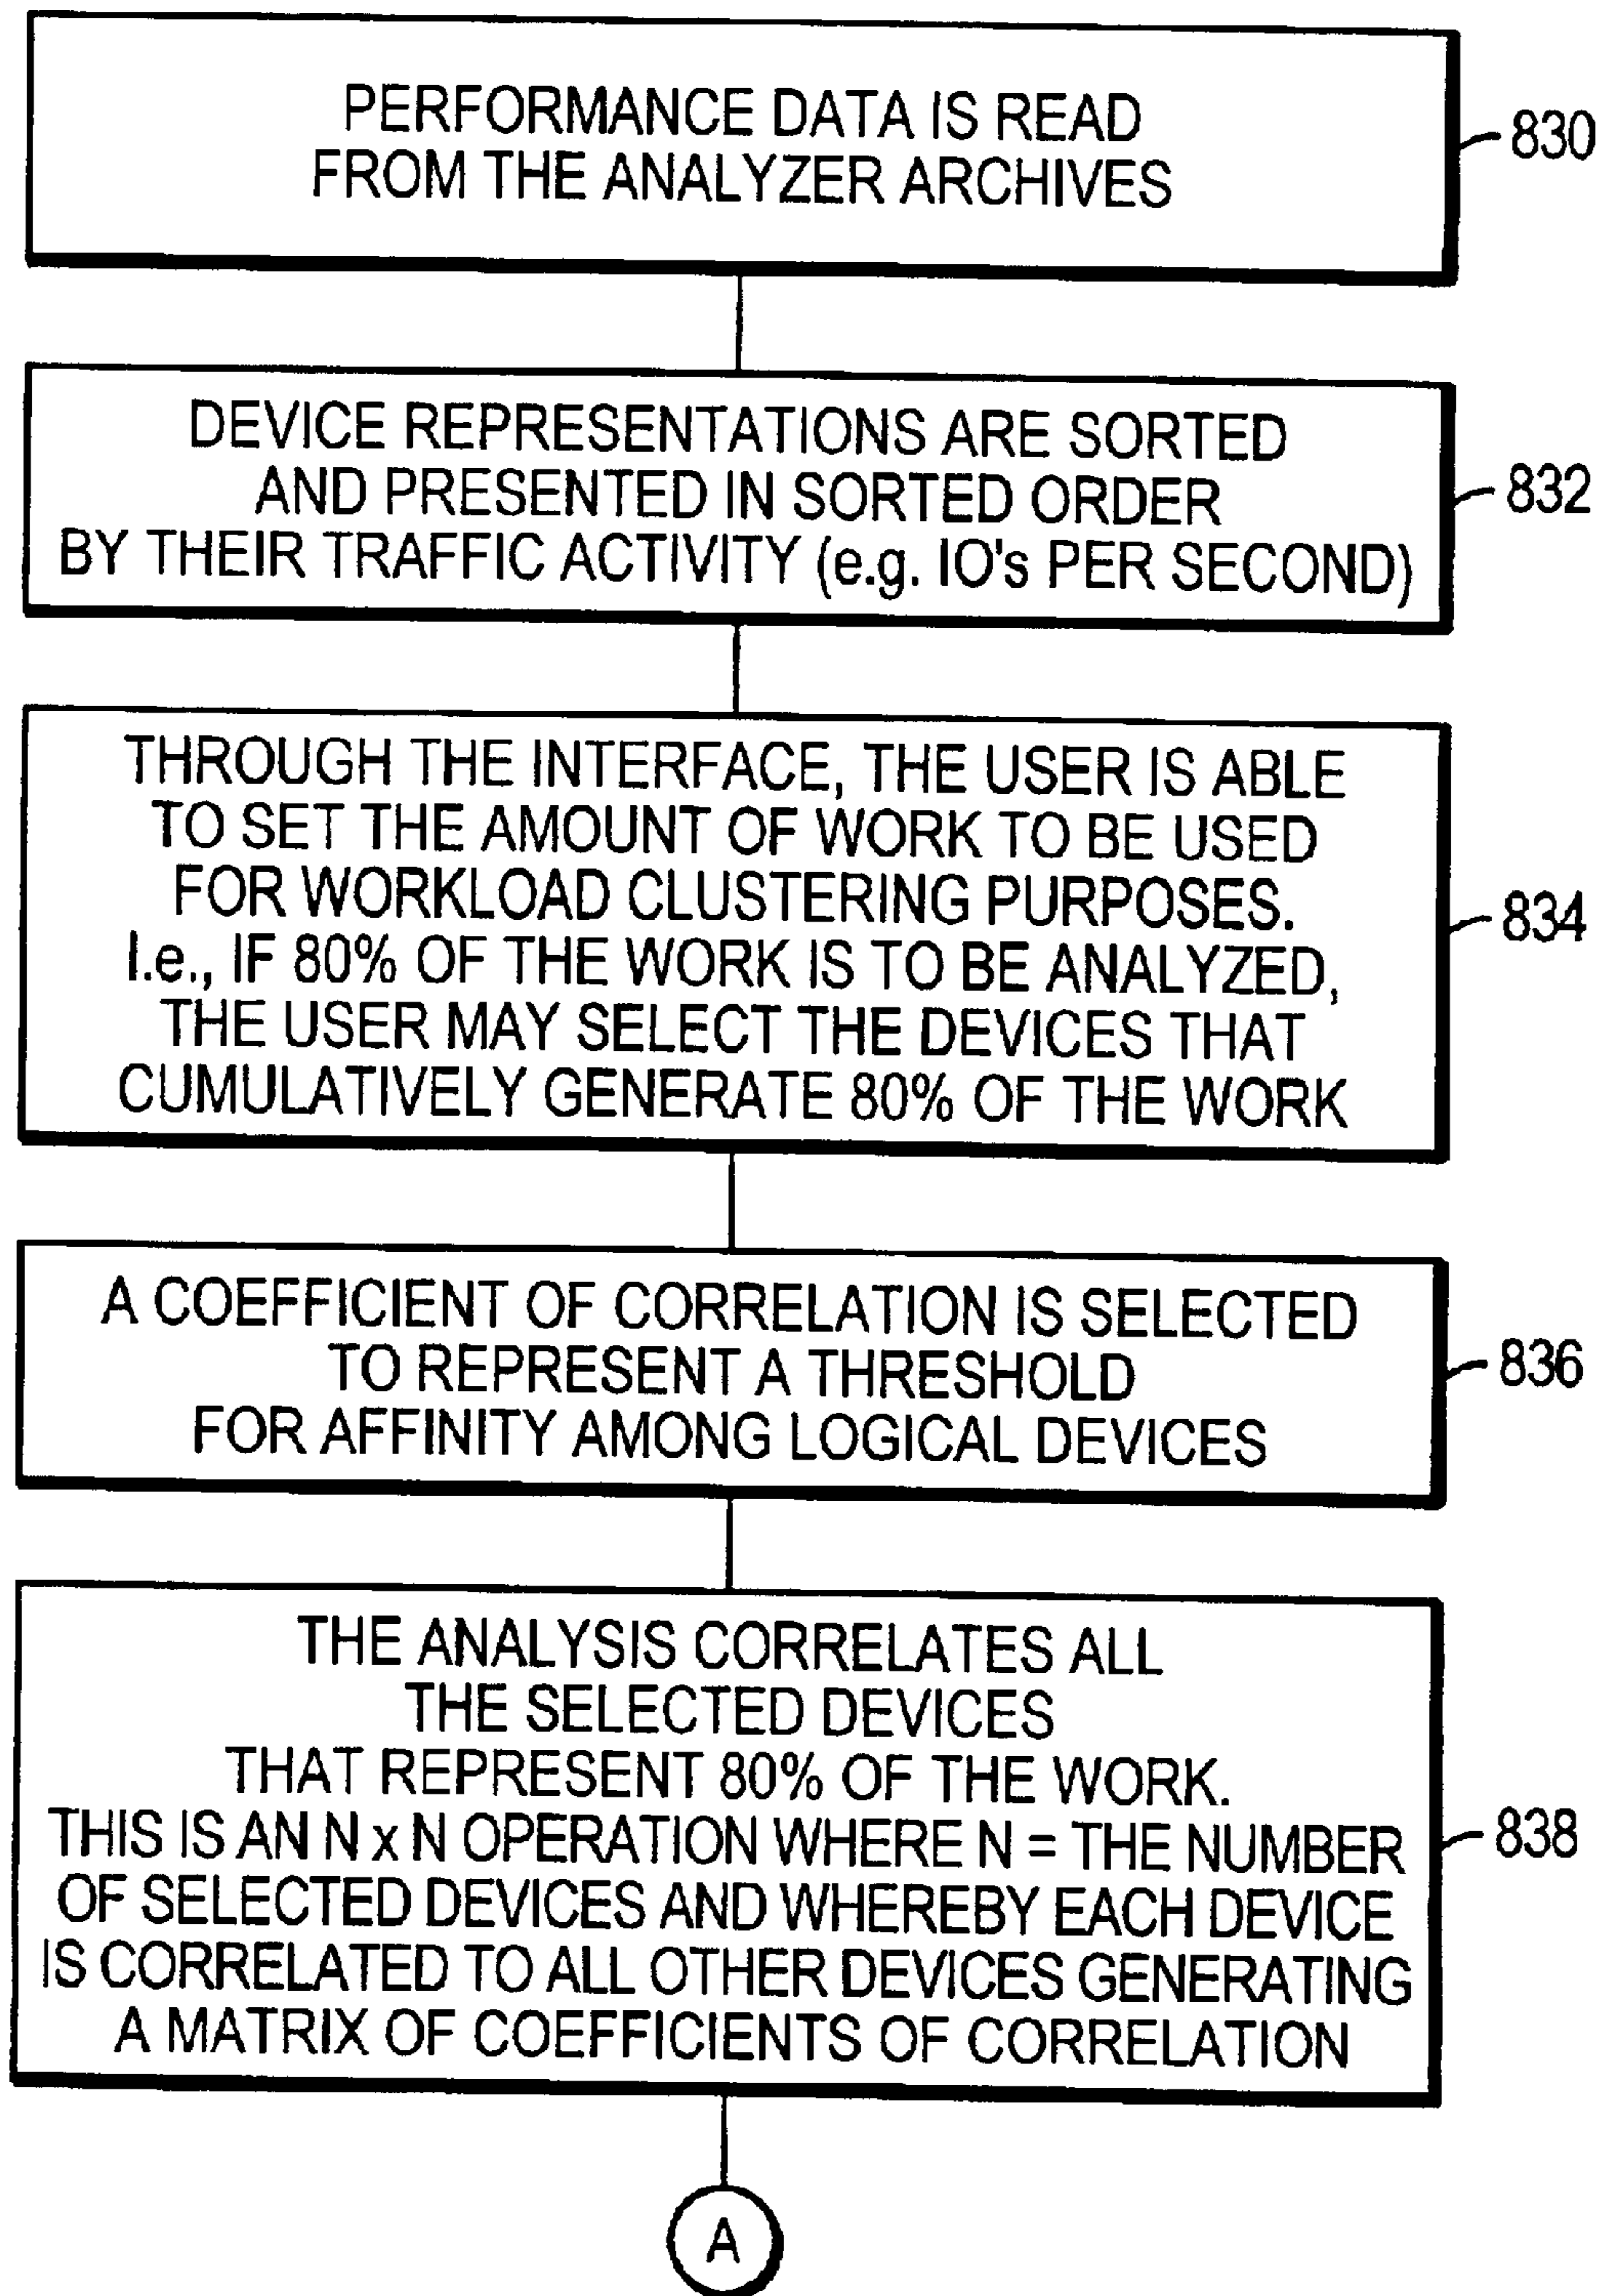 PERFORMANCE DATA IS READ
FROM THE ANALYZER ARCHIVES
830
DEVICE REPRESENTATIONS ARE SORTED
AND PRESENTED IN SORTED ORDER
BY THEIR TRAFFIC ACTIVITY (e.g. IO's PER SECOND)
832
THROUGH THE INTERFACE, THE USER IS ABLE
TO SET THE AMOUNT OF WORK TO BE USED
FOR WORKLOAD CLUSTERING PURPOSES.
I.e., IF 80% OF THE WORK IS TO BE ANALYZED,
THE USER MAY SELECT THE DEVICES THAT
CUMULATIVELY GENERATE 80% OF THE WORK
834
A COEFFICIENT OF CORRELATION IS SELECTED
TO REPRESENT A THRESHOLD
FOR AFFINITY AMONG LOGICAL DEVICES
836
THE ANALYSIS CORRELATES ALL
THE SELECTED DEVICES
THAT REPRESENT 80% OF THE WORK.
THIS IS AN N x N OPERATION WHERE N = THE NUMBER
OF SELECTED DEVICES AND WHEREBY EACH DEVICE
IS CORRELATED TO ALL OTHER DEVICES GENERATING
A MATRIX OF COEFFICIENTS OF CORRELATION
838
A